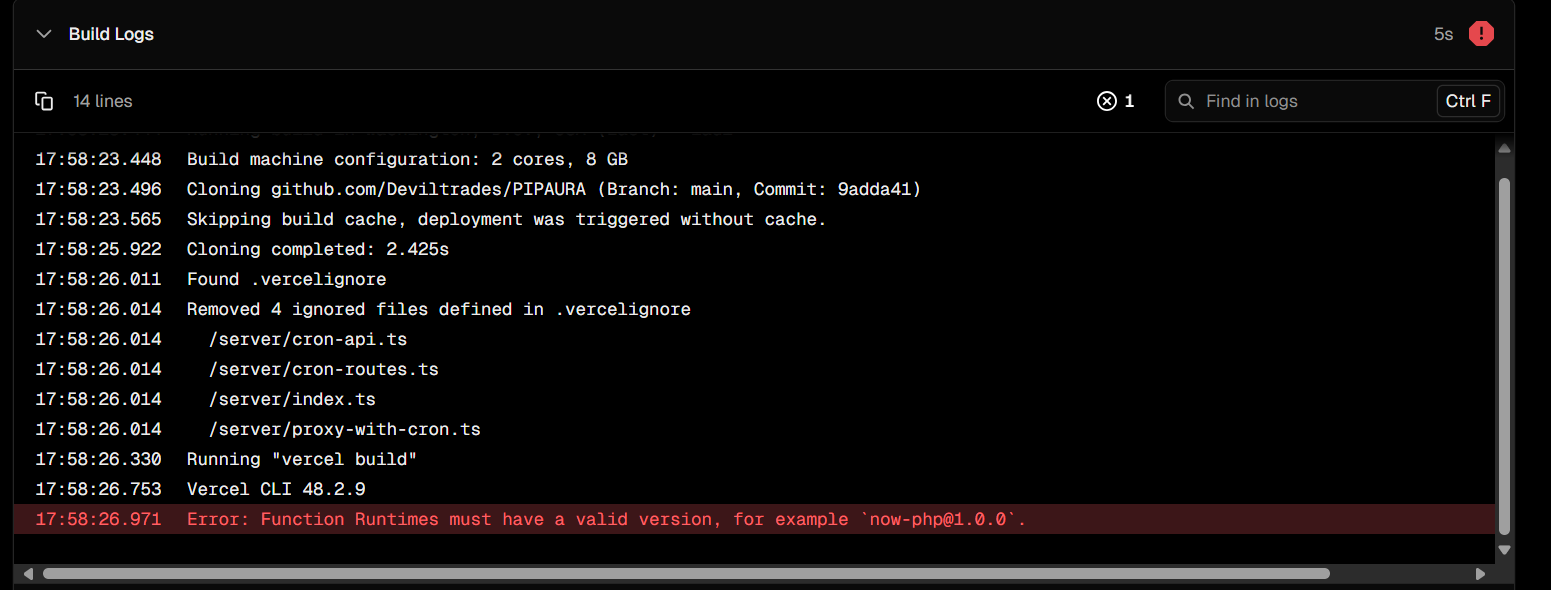 Build Logs
5s
14 lines
1
Find in logs
Ctrl F
17:58:23.448 Build machine configuration: 2 cores, 8 GB
17:58:23.496 Cloning github.com/Deviltrades/PIPAURA (Branch: main, Commit: 9adda41)
17:58:23.565 Skipping build cache, deployment was triggered without cache.
17:58:25.922 Cloning completed: 2.425s
17:58:26.011 Found .vercelignore
17:58:26.014 Removed 4 ignored files defined in .vercelignore
17:58:26.014 /server/cron-api.ts
17:58:26.014 /server/cron-routes.ts
17:58:26.014 /server/index.ts
17:58:26.014 /server/proxy-with-cron.ts
17:58:26.330 Running "vercel build"
17:58:26.753 Vercel CLI 48.2.9
17:58:26.971 Error: Function Runtimes must have a valid version, for example `now-php@1.0.0`.